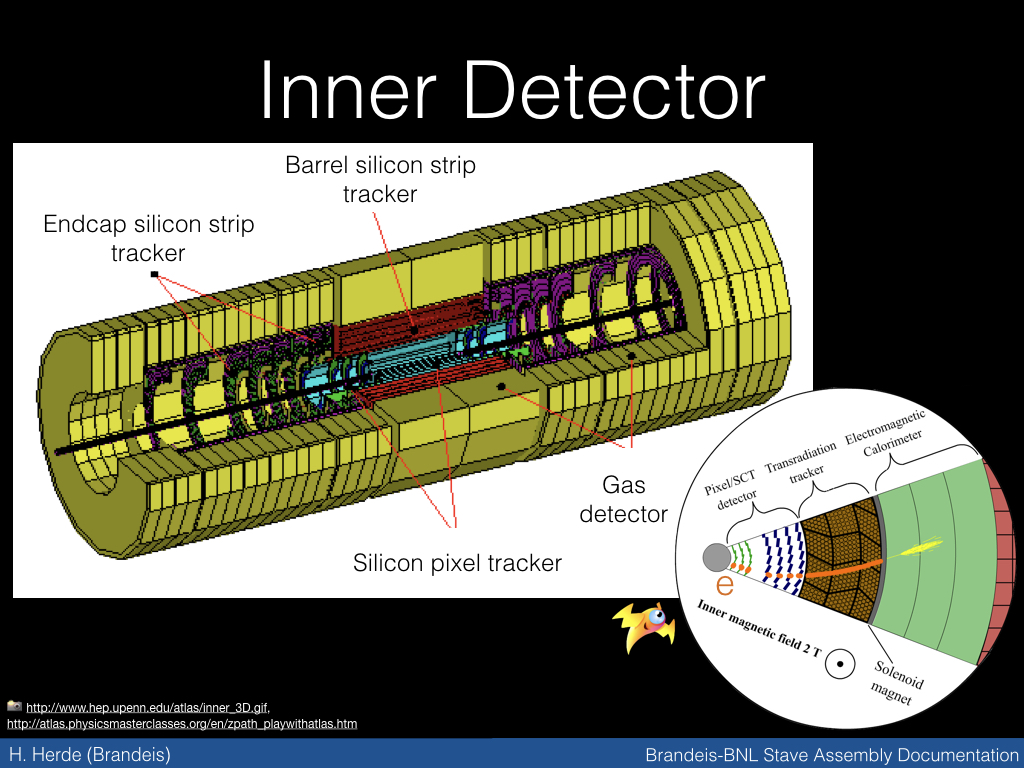 Inner Detector
Barrel silicon strip
tracker
Endcap silicon strip
tracker
Gas
detector
Silicon pixel tracker
Pixel/SCT
detector
Transradiation
tracker
Electromagnetic
Calorimeter
e
Inner magnetic field 2 T
Solenoid
magnet
http://www.hep.upenn.edu/atlas/inner_3D.gif,
http://atlas.physicsmasterclasses.org/en/zpath_playwithatlas.htm
H. Herde (Brandeis)
Brandeis-BNL Stave Assembly Documentation